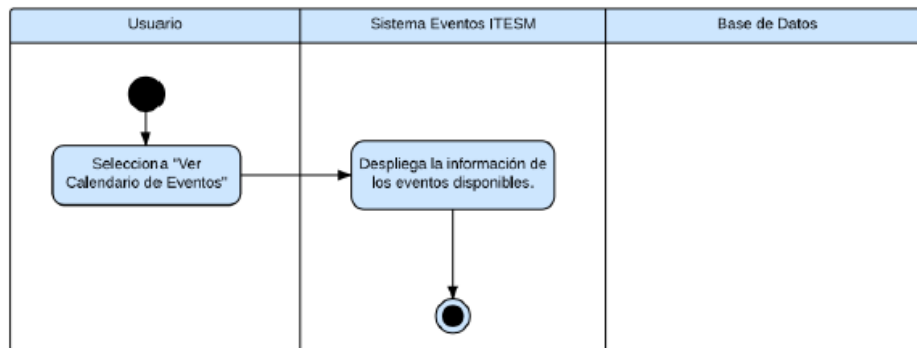 Usuario
Sistema Eventos ITESM
Base de Datos
Selecciona "Ver
Calendario de Eventos"
Despliega la información de
los eventos disponibles.